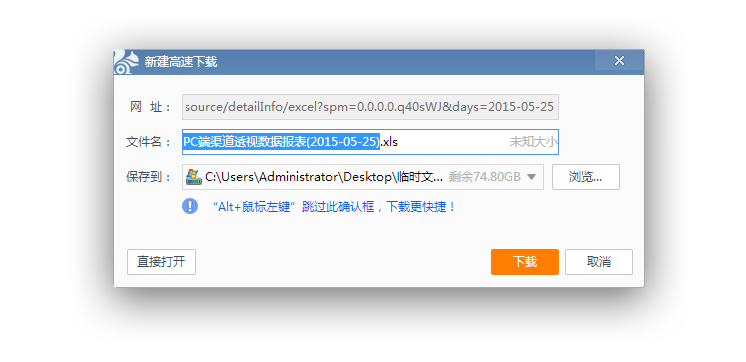 新建高速下载
网 址： source/detailInfo/excel?spm=0.0.0.0.q40sWJ&days=2015-05-25
文件名： PC端渠道透视数据报表(2015-05-25).xls 未知大小
保存到： C:\Users\Administrator\Desktop\临时文... 剩余74.80GB 浏览...
“Alt+鼠标左键”跳过此确认框，下载更快捷！
直接打开 下载 取消